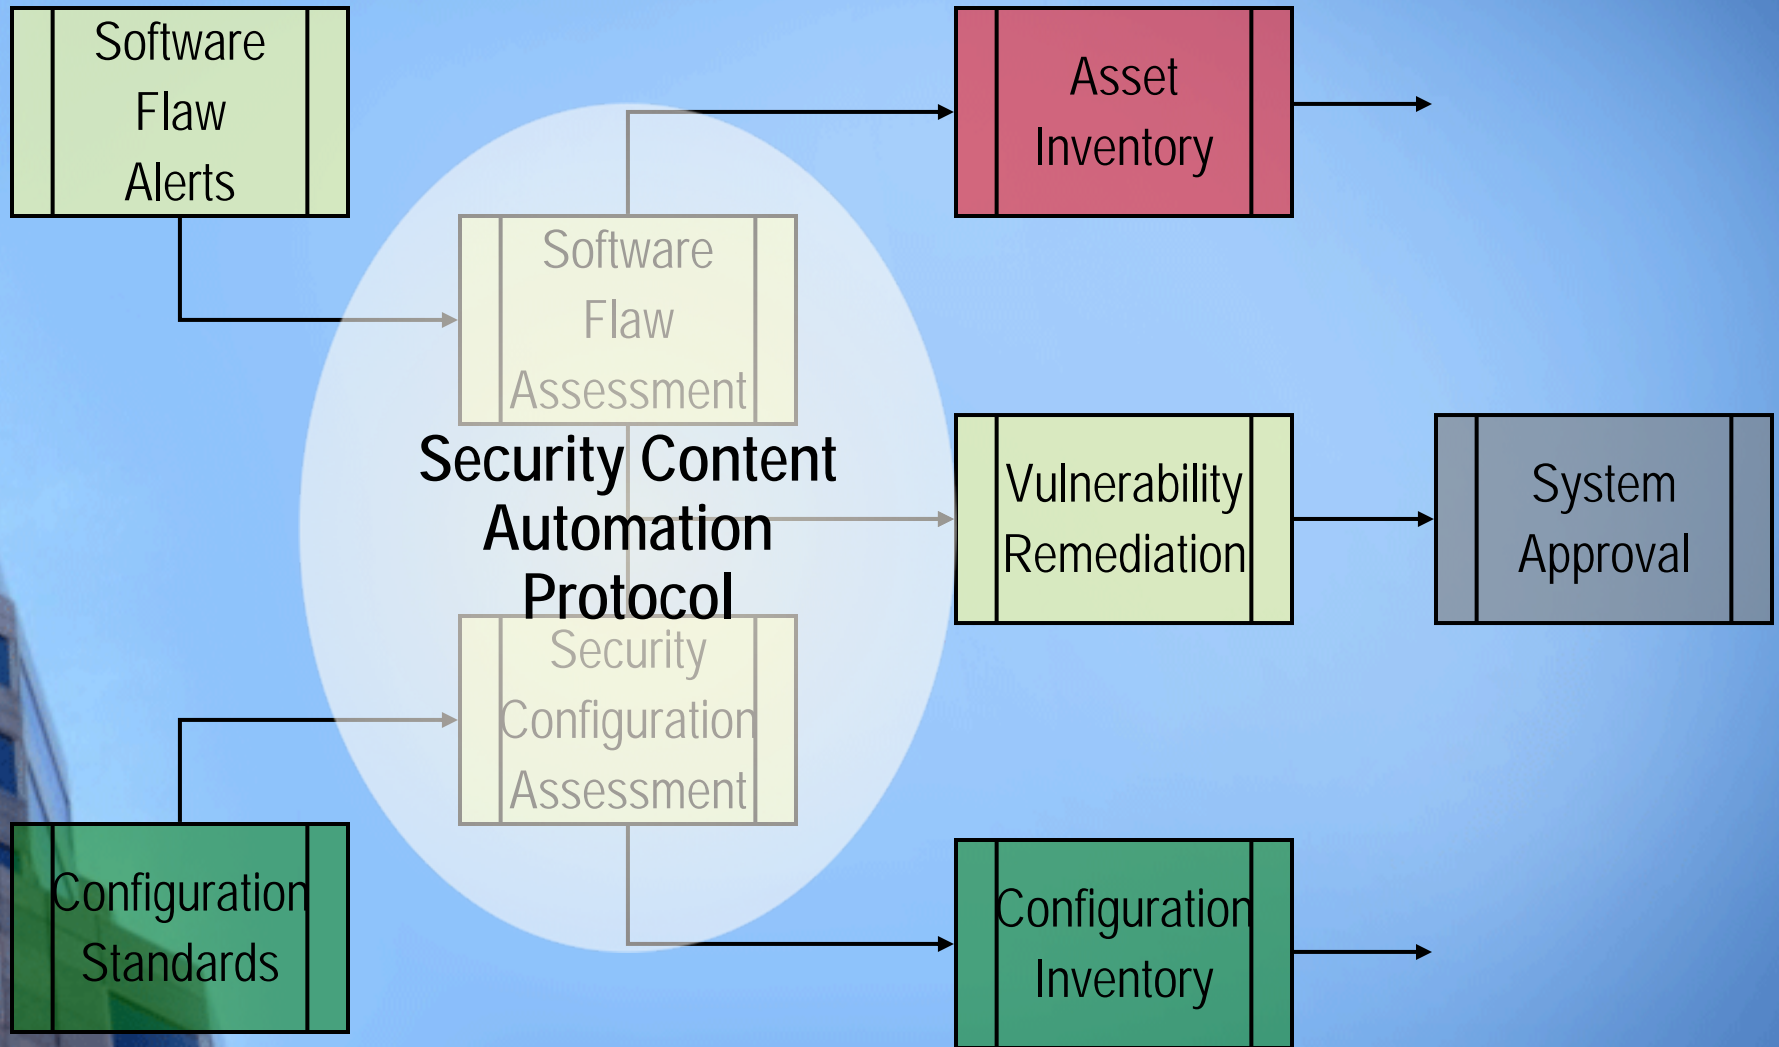 Software
Flaw
Alerts
Asset
Inventory
Software
Flaw
Assessment
Security Content
Automation
Protocol
Vulnerability
Remediation
System
Approval
Security
Configuration
Assessment
Configuration
Standards
Configuration
Inventory